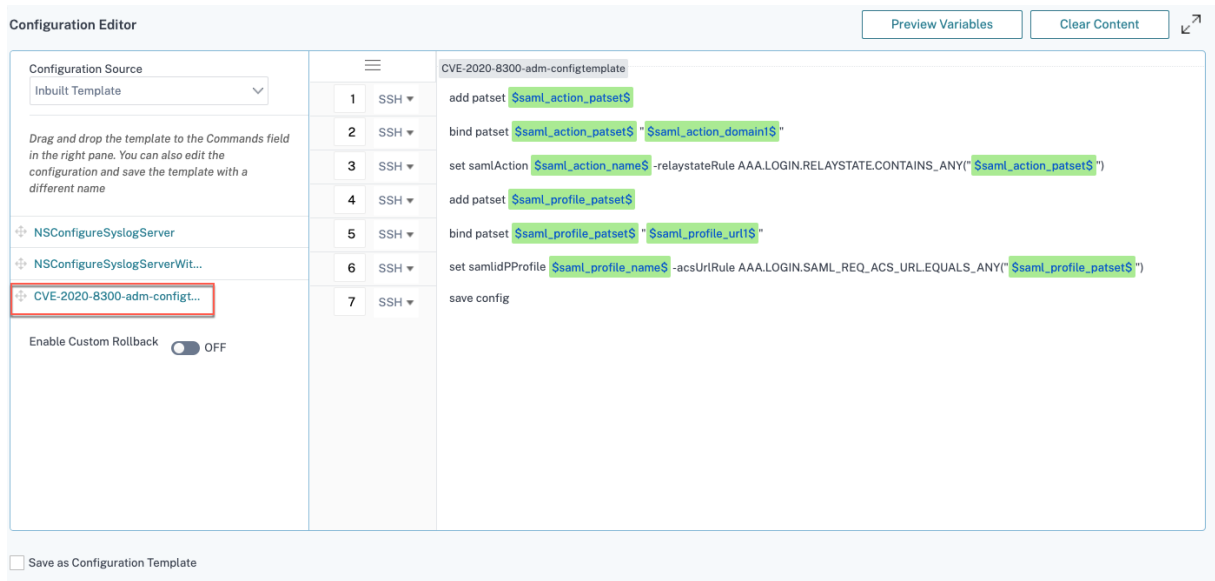 Configuration Editor
Preview Variables
Clear Content
Configuration Source
Inbuilt Template
Drag and drop the template to the Commands field
in the right pane. You can also edit the
configuration and save the template with a
different name
NSConfigureSyslogServer
NSConfigureSyslogServerWit...
CVE-2020-8300-adm-configt...
Enable Custom Rollback OFF
CVE-2020-8300-adm-configtemplate
1 SSH add patset $saml_action_patset$
2 SSH bind patset $saml_action_patset$ "$saml_action_domain1$"
3 SSH set samlAction $saml_action_name$ -relaystateRule AAA.LOGIN.RELAYSTATE.CONTAINS_ANY("$saml_action_patset$")
4 SSH add patset $saml_profile_patset$
5 SSH bind patset $saml_profile_patset$ "$saml_profile_url1$"
6 SSH set samlidPProfile $saml_profile_name$ -acsUrlRule AAA.LOGIN.SAML_REQ_ACS_URL.EQUALS_ANY("$saml_profile_patset$")
7 SSH save config
Save as Configuration Template